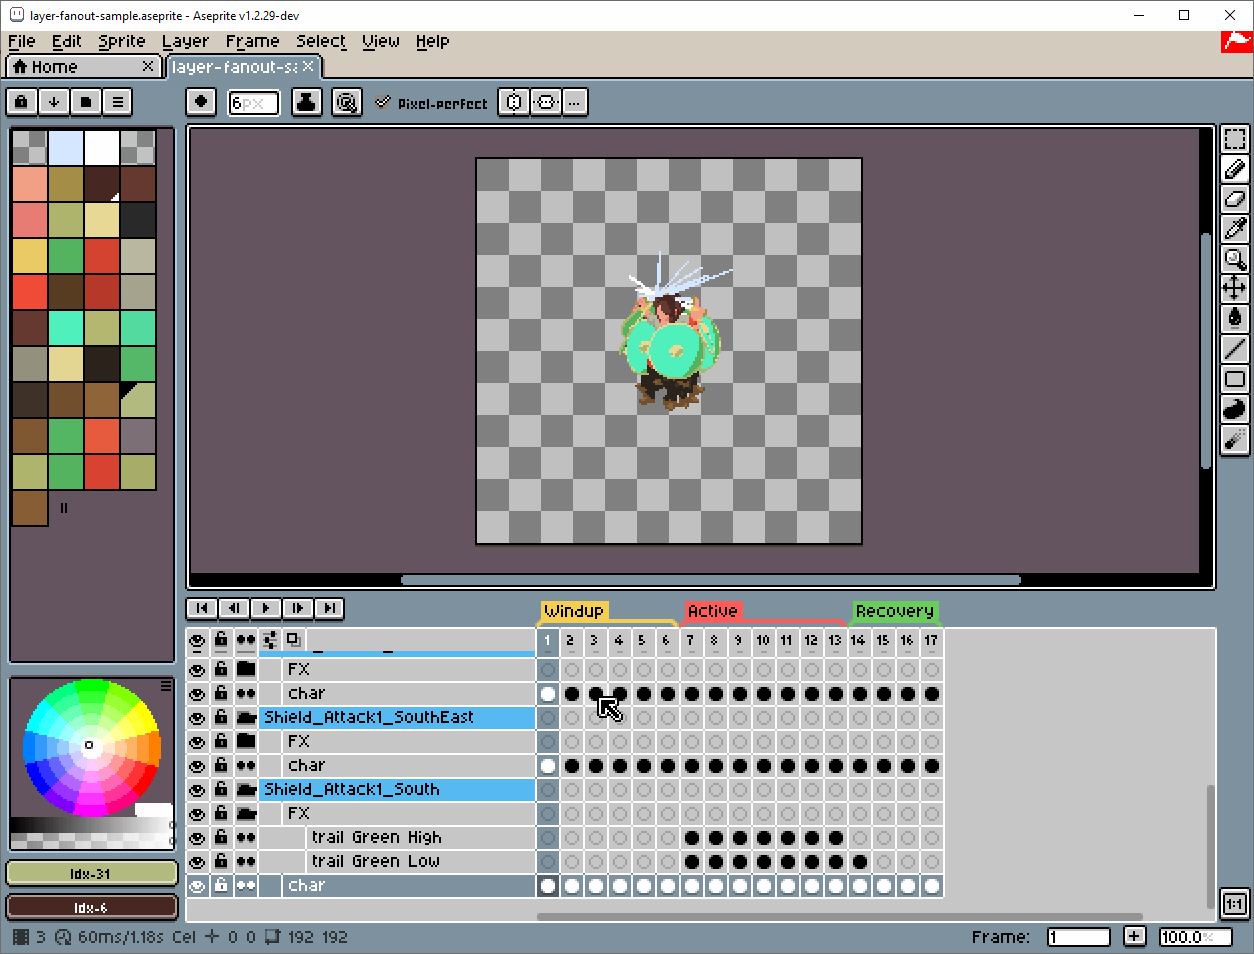 layer-fanout-sample.aseprite - Aseprite v1.2.29-dev
File Edit Sprite Layer Frame Select View Help
Home
layer-fanout-sa
6px
Pixel-perfect
...
Windup Active Recovery
1 2 3 4 5 6 7 8 9 10 11 12 13 14 15 16 17
FX
Char
Shield_Attack1_SouthEast
FX
Char
Shield_Attack1_South
FX
trail Green High
trail Green Low
Char
Idx-31
Idx-6
1:1
3 60ms/1.18s Cel 0 0 192 192
Frame: 1 + 100.0%